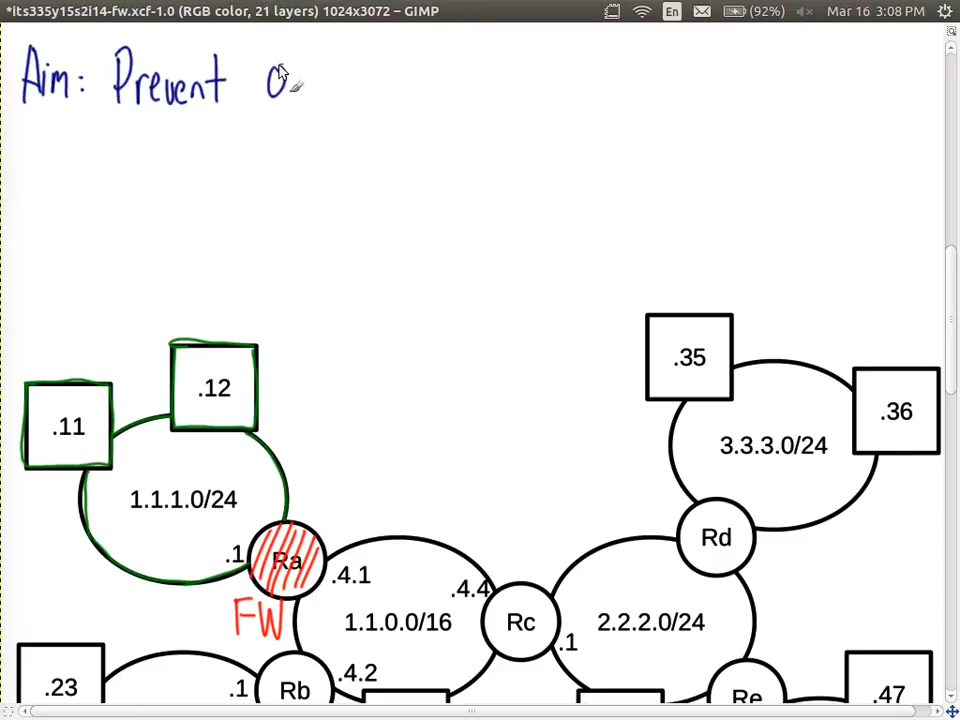 *its335y15s2i14-fw.xcf-1.0 (RGB color, 21 layers) 1024x3072 – GIMP
En
(92%)
Mar 16 3:08 PM
Aim: Prevent o
.35
.12
.36
.11
3.3.3.0/24
1.1.1.0/24
Rd
.1
Ra
.4.1
.4.4
FW
1.1.0.0/16
Rc
2.2.2.0/24
.1
.4.2
.23
.1
Rb
Re
.47